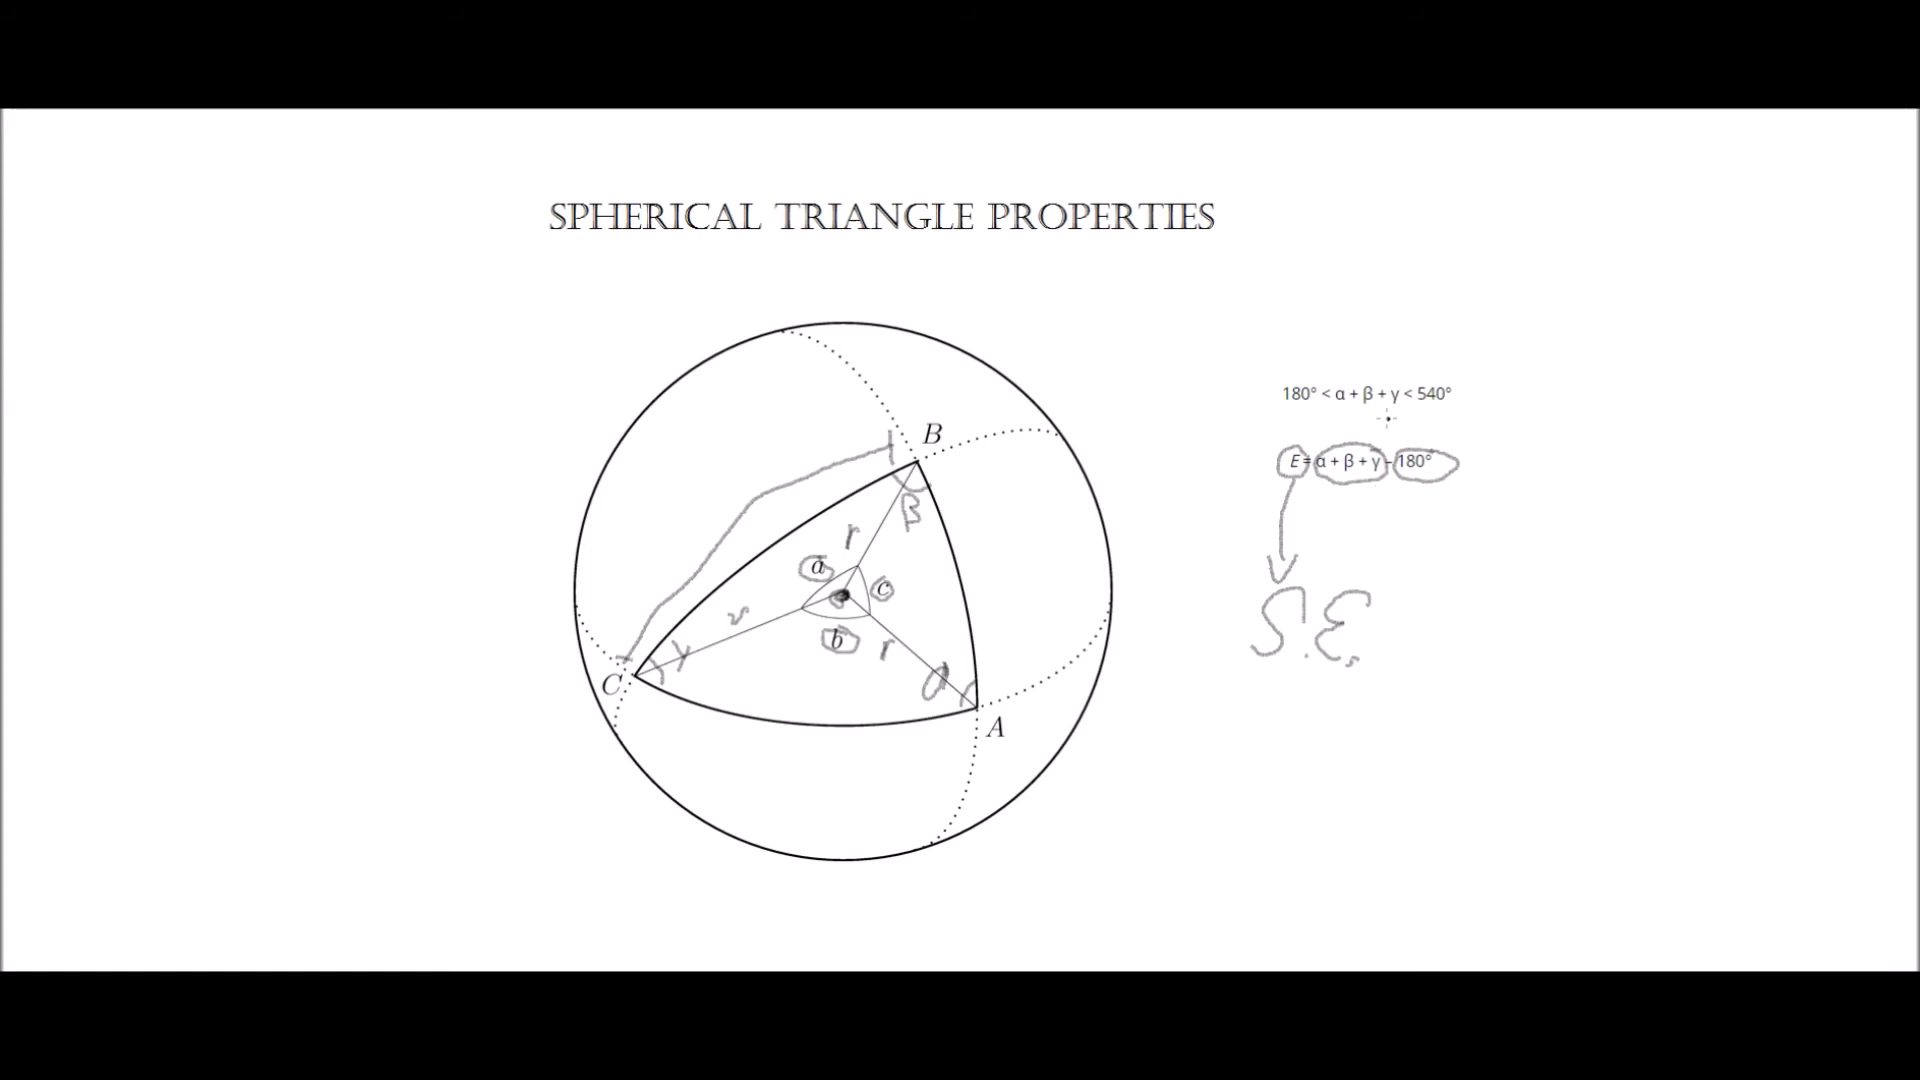 SPHERICAL TRIANGLE PROPERTIES
180° < α + β + γ < 540°
B
E = α + β + γ - 180°
β
r
a
c
S.E.
r
b
r
γ
C
α
A